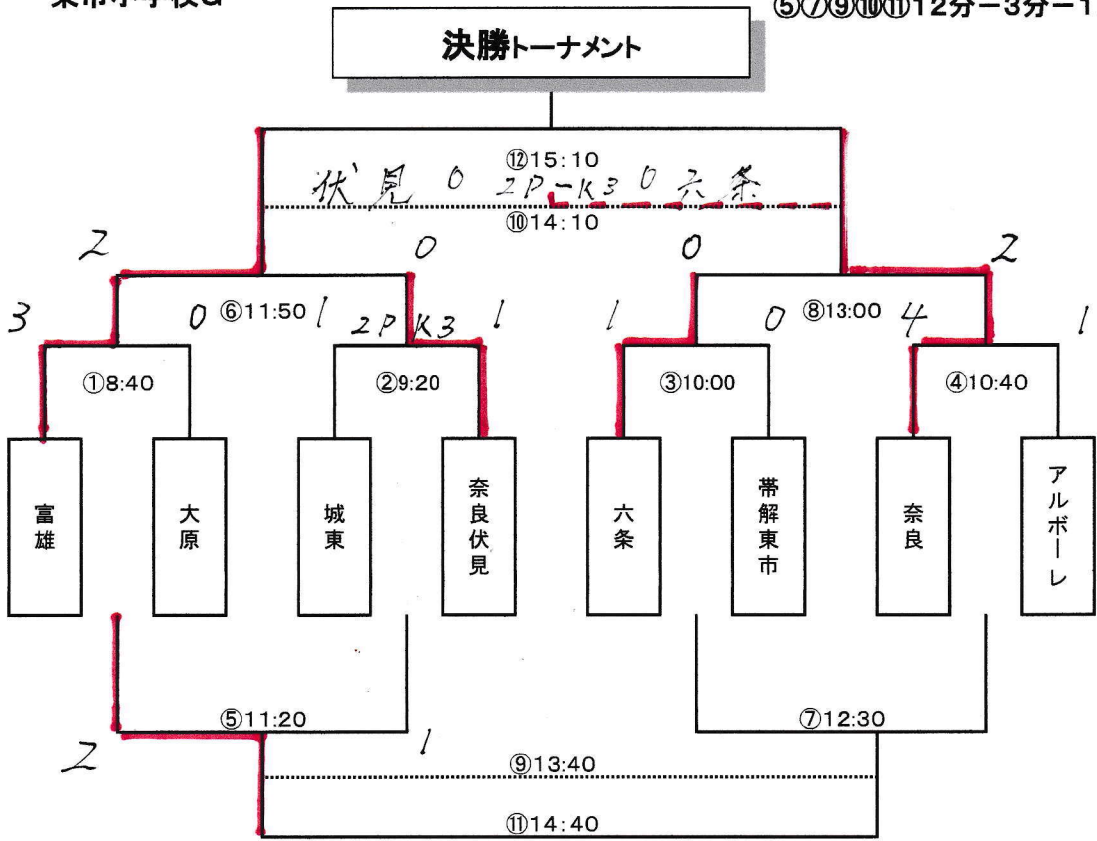 ⑤⑦⑨⑩⑪12分－3分－1
決勝トーナメント
⑫15:10
伏見 0 2P-K3 0 六条
⑩14:10
2 0 0 2
3 0 ⑥11:50 1 2PK3 1 1 0 ⑧13:00 4 1
①8:40 ②9:20 ③10:00 ④10:40
富雄
大原
城東
奈良伏見
六条
帯解東市
奈良
アルボーレ
⑤11:20 ⑦12:30
2 1
⑨13:40
⑪14:40